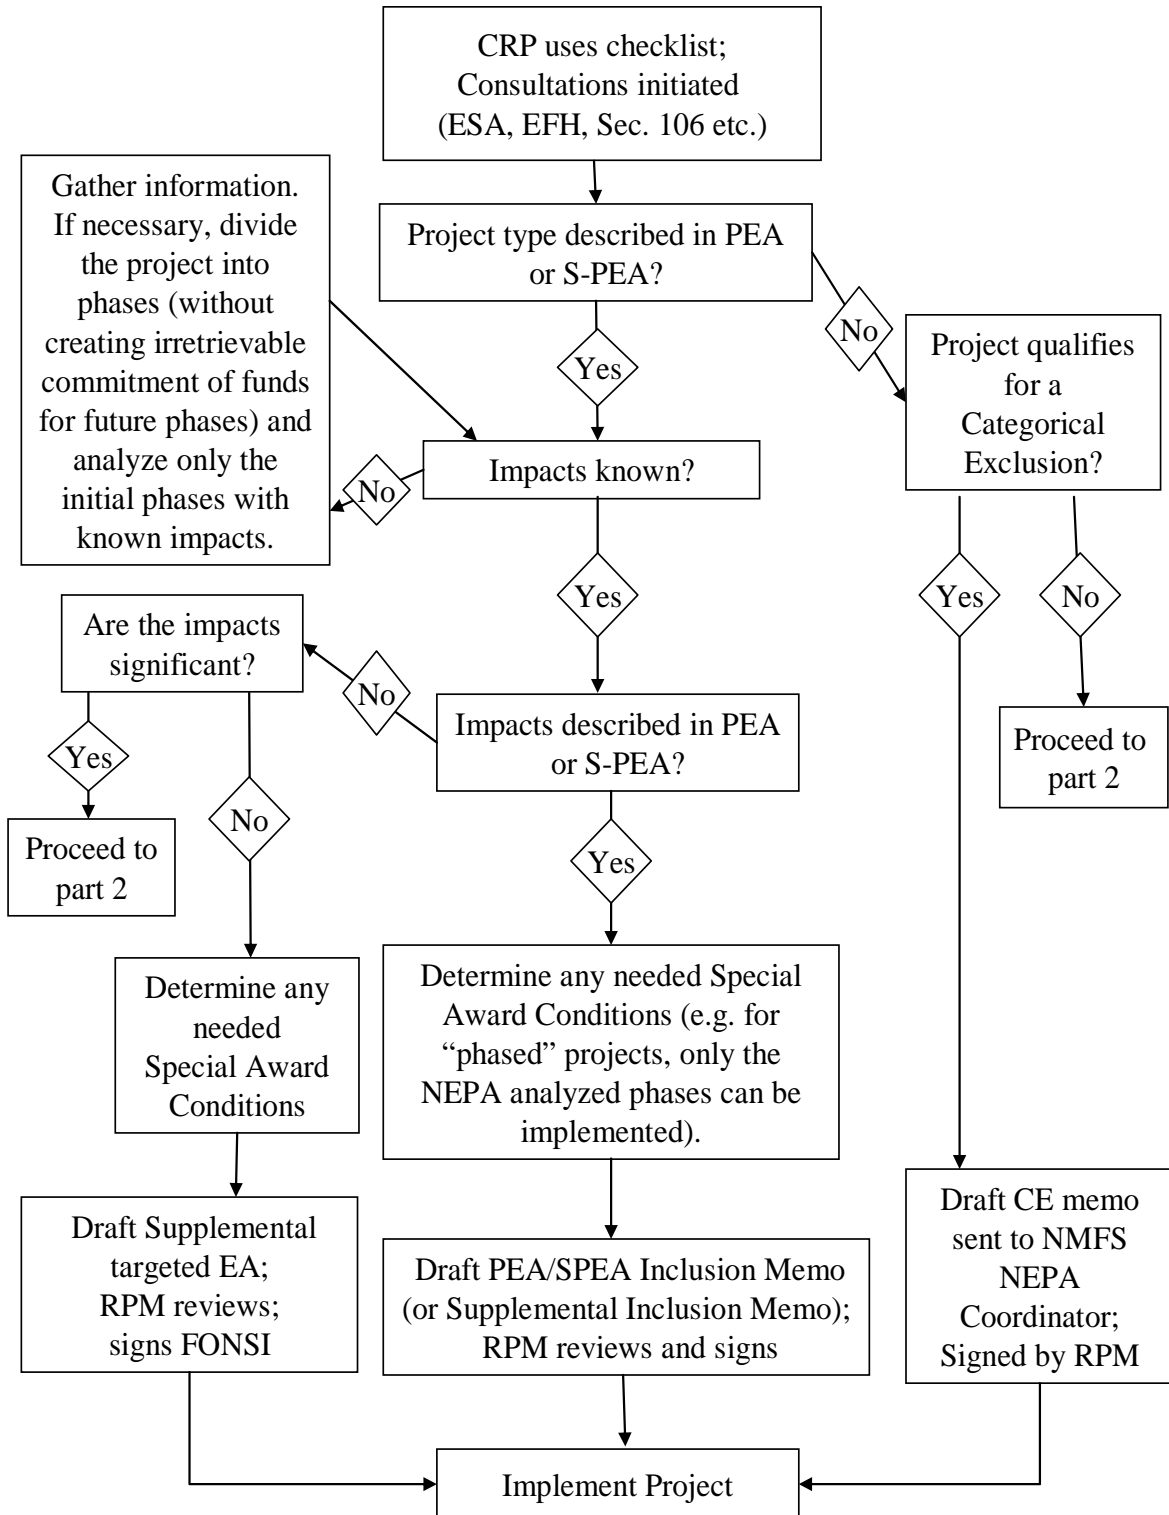 CRP uses checklist;
Consultations initiated
(ESA, EFH, Sec. 106 etc.)
Gather information.
If necessary, divide
the project into
phases (without
creating irretrievable
commitment of funds
for future phases) and
analyze only the
initial phases with
known impacts.
Project type described in PEA
or S-PEA?
No
Yes
Project qualifies
for a
Categorical
Exclusion?
Impacts known?
No
Yes
Yes
No
Are the impacts
significant?
No
Impacts described in PEA
or S-PEA?
Proceed to
part 2
Yes
No
Yes
Proceed to
part 2
Determine any
needed
Special Award
Conditions
Determine any needed Special
Award Conditions (e.g. for
“phased” projects, only the
NEPA analyzed phases can be
implemented).
Draft Supplemental
targeted EA;
RPM reviews;
signs FONSI
Draft PEA/SPEA Inclusion Memo
(or Supplemental Inclusion Memo);
RPM reviews and signs
Draft CE memo
sent to NMFS
NEPA
Coordinator;
Signed by RPM
Implement Project